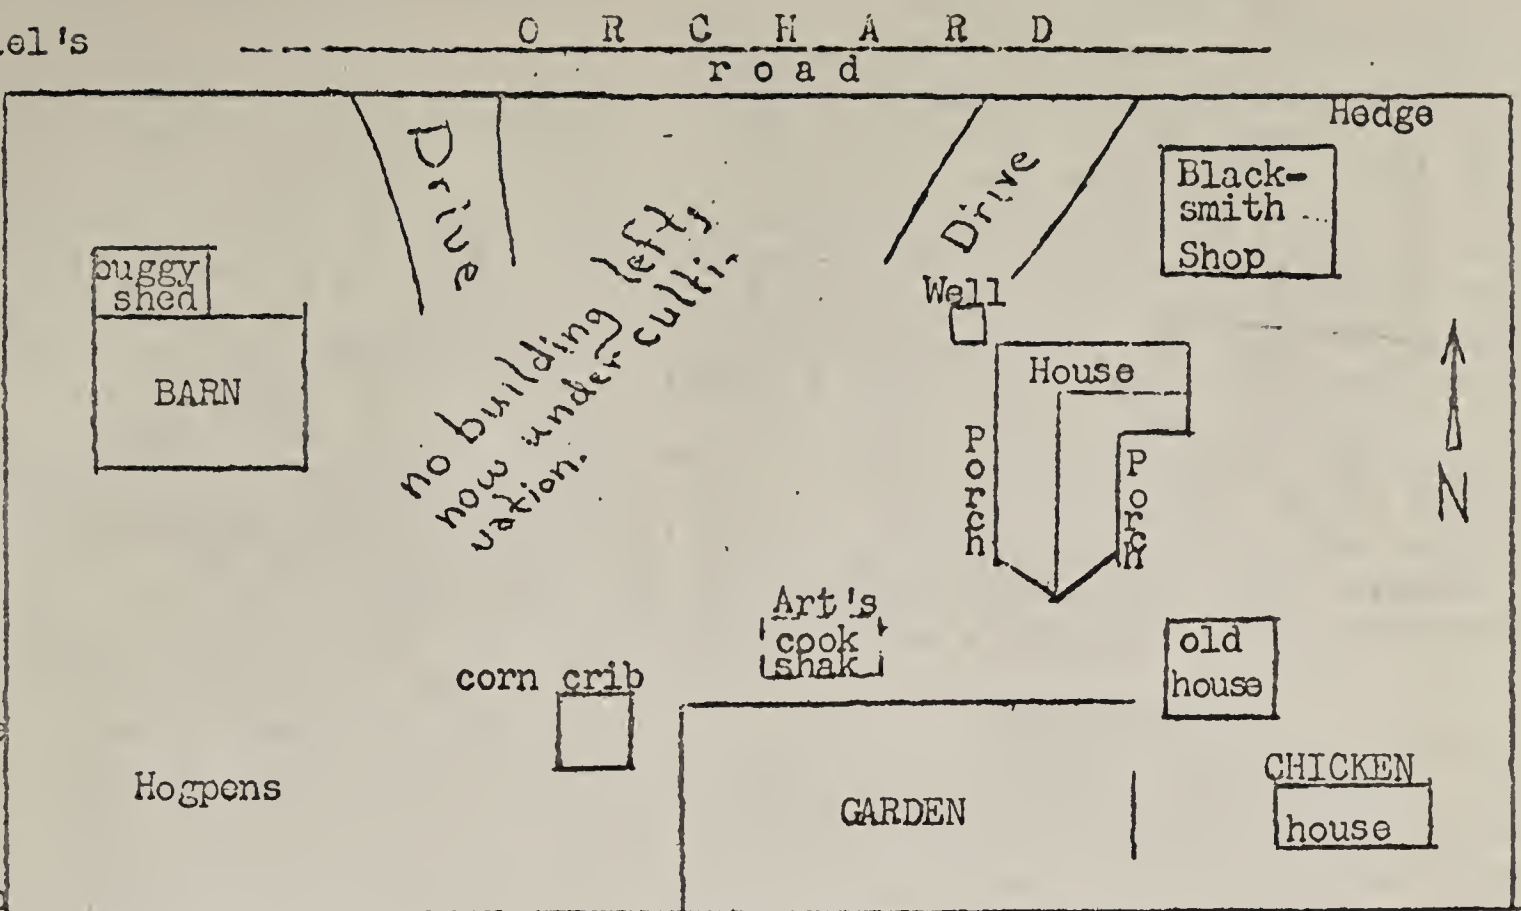 O R C H A R D
road
Hedge
Drive
Drive
Black-
smith
Shop
buggy
shed
Well
no building left,
now under culti-
vation.
House
BARN
Porch
Porch
N
Art's
cook
shak
old
house
corn crib
CHICKEN
house
Hogpens
GARDEN